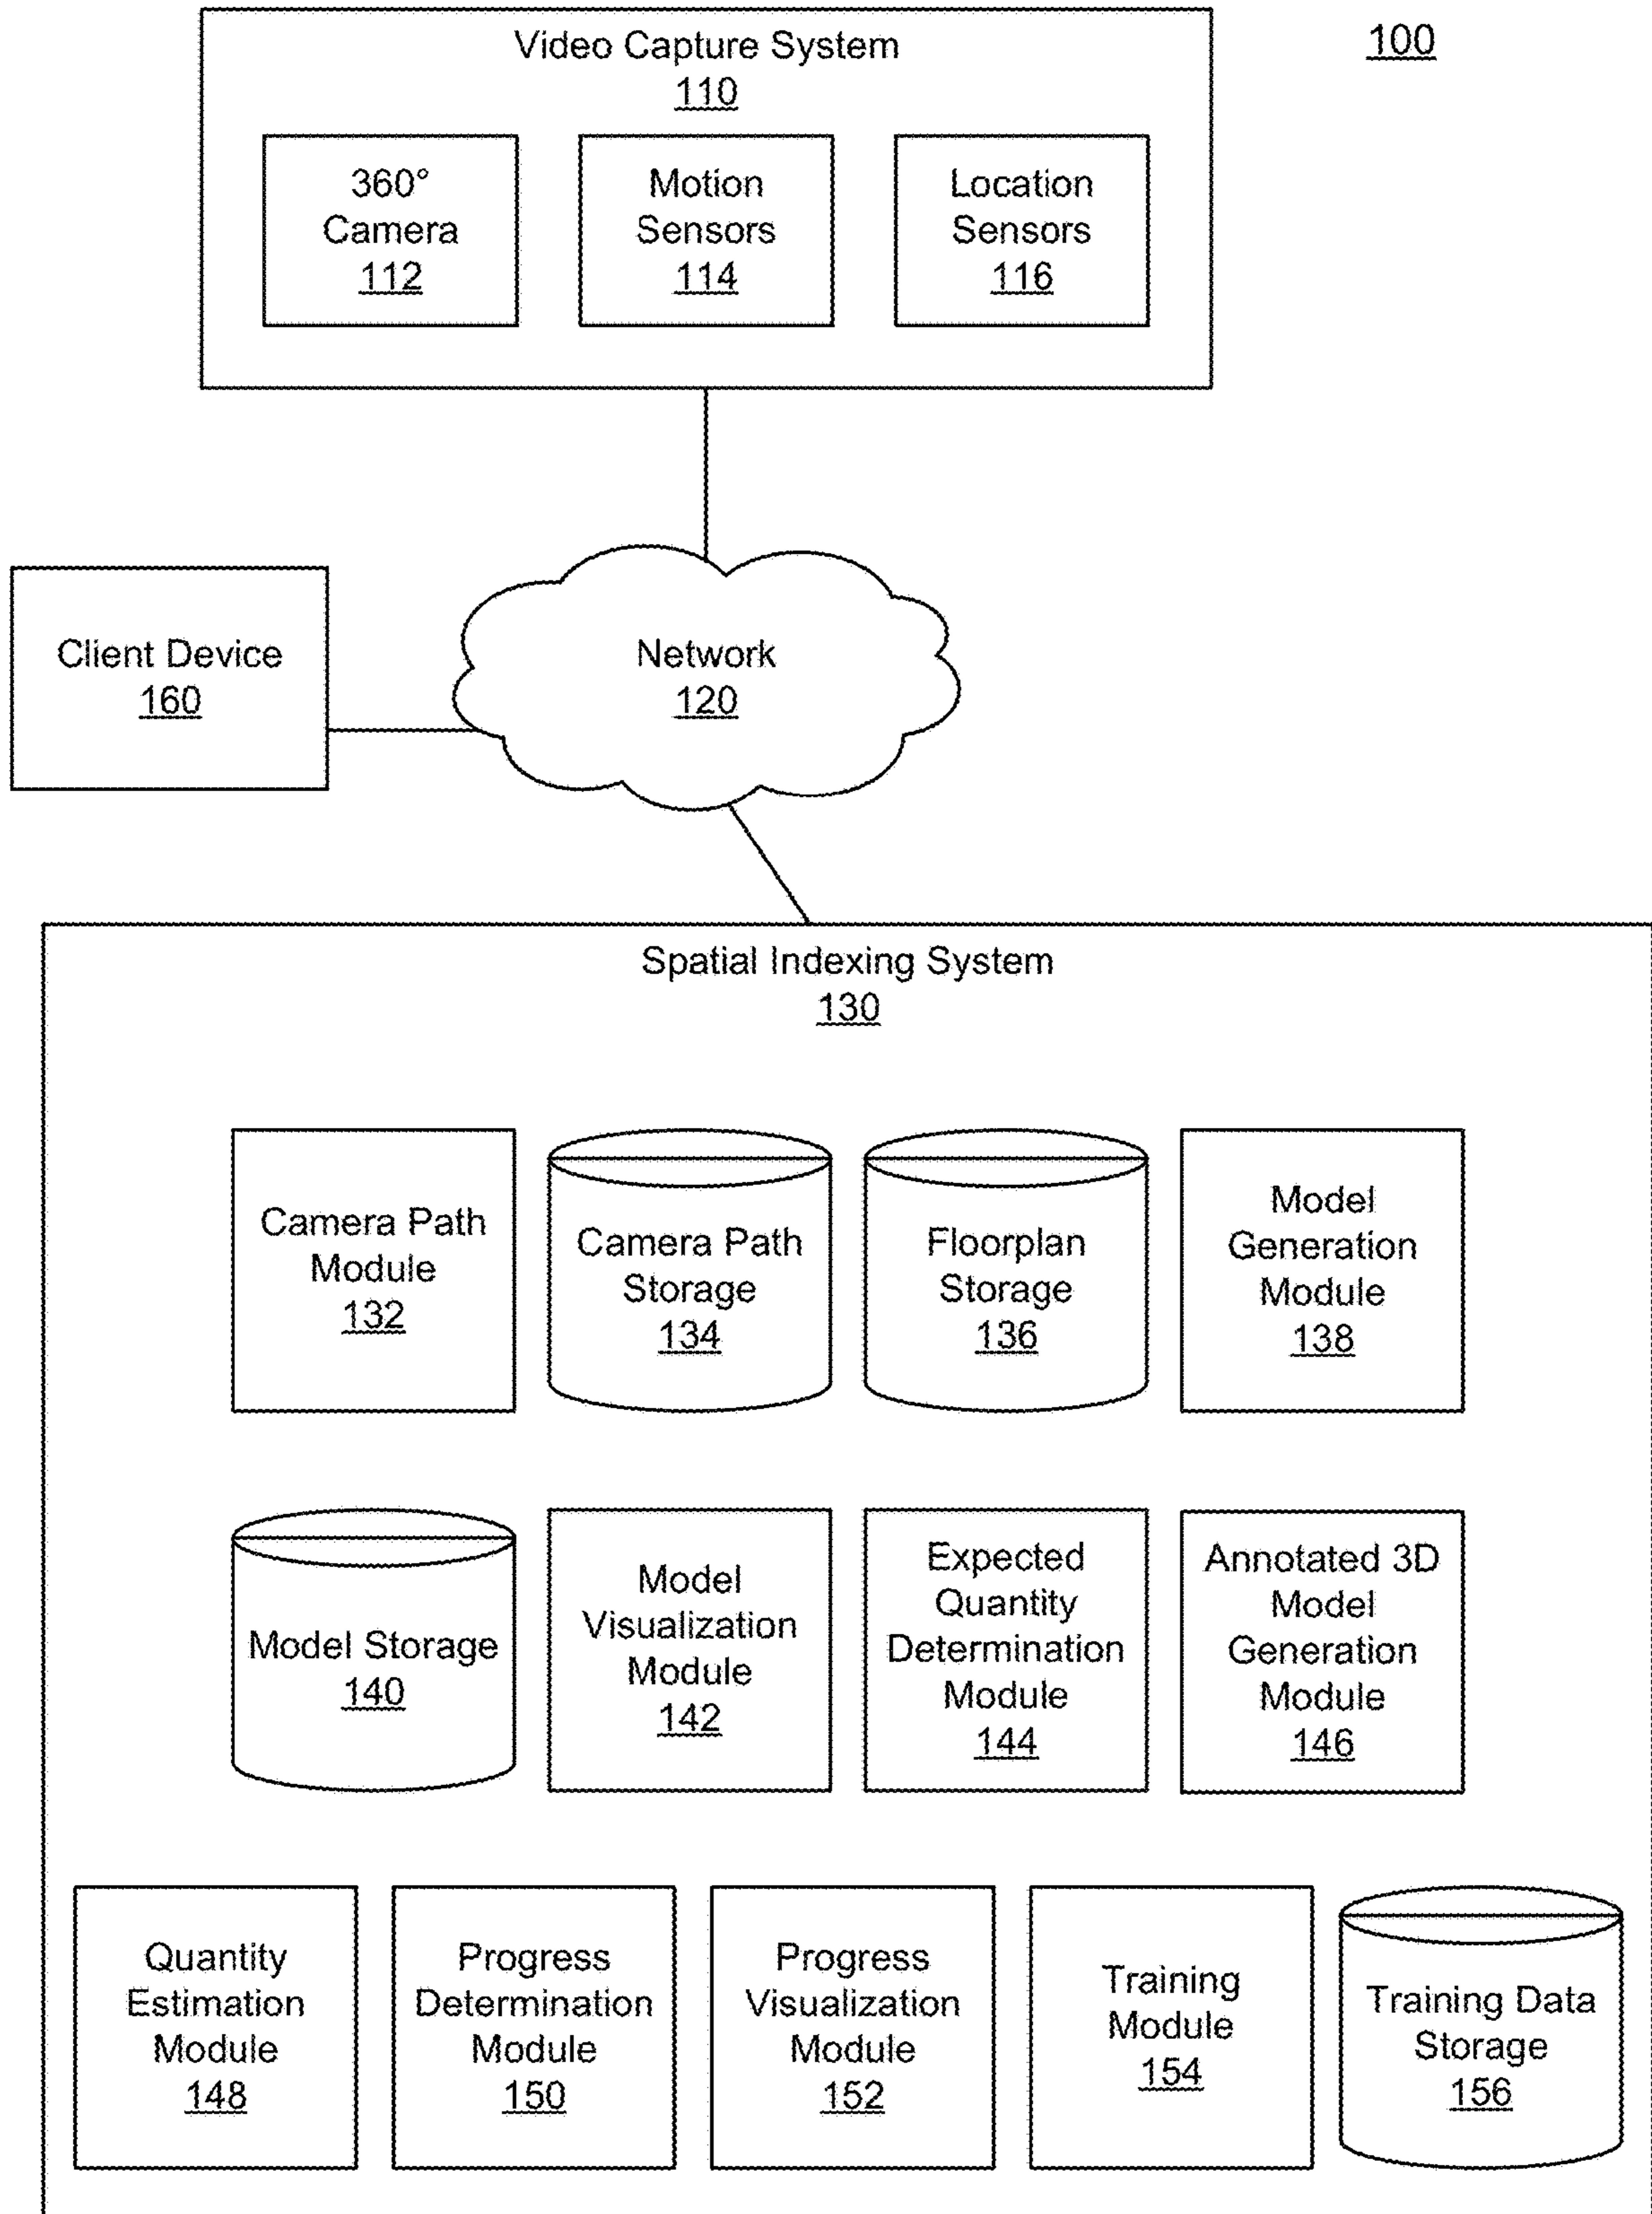 100
Video Capture System
110
360°
Camera
112
Motion
Sensors
114
Location
Sensors
116
Client Device
160
Network
120
Spatial Indexing System
130
Camera Path
Module
132
Camera Path
Storage
134
Floorplan
Storage
136
Model
Generation
Module
138
Model Storage
140
Model
Visualization
Module
142
Expected
Quantity
Determination
Module
144
Annotated 3D
Model
Generation
Module
146
Quantity
Estimation
Module
148
Progress
Determination
Module
150
Progress
Visualization
Module
152
Training
Module
154
Training Data
Storage
156